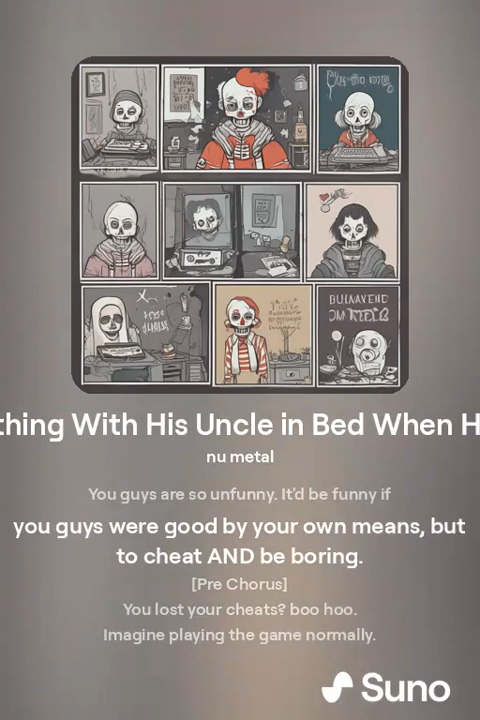 thing With His Uncle in Bed When H
nu metal
You guys are so unfunny. It'd be funny if
you guys were good by your own means, but
to cheat AND be boring.
[Pre Chorus]
You lost your cheats? boo hoo.
Imagine playing the game normally.
Suno